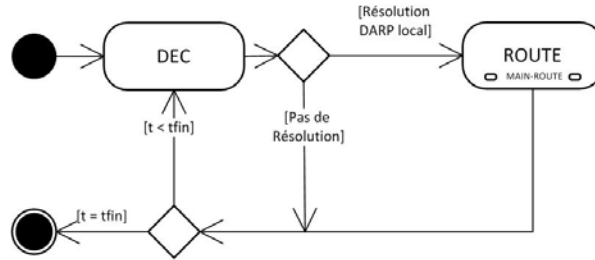 [Résolution
DARP local]
DEC
ROUTE
MAIN-ROUTE
[t < tfin]
[Pas de
Résolution]
[t = tfin]